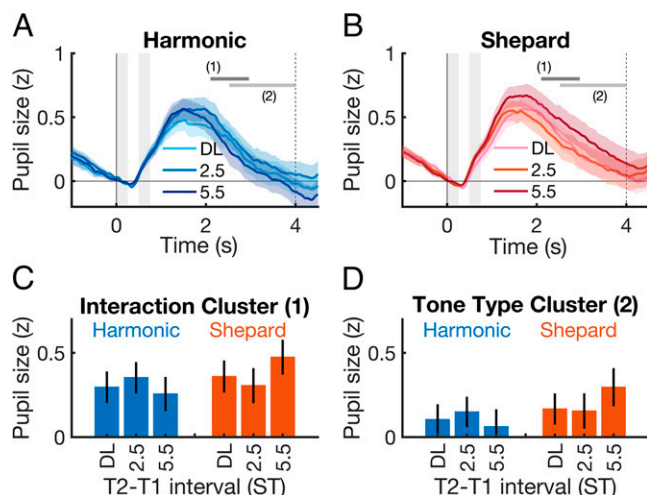 A
Harmonic
Pupil size (z)
1
0.5
0
(1)
(2)
DL
2.5
5.5
0
2
4
Time (s)
B
Shepard
Pupil size (z)
1
0.5
0
(1)
(2)
DL
2.5
5.5
0
2
4
Time (s)
C
Interaction Cluster (1)
Harmonic
Shepard
Pupil size (z)
0.5
0
DL
2.5
5.5
DL
2.5
5.5
T2-T1 interval (ST)
D
Tone Type Cluster (2)
Harmonic
Shepard
Pupil size (z)
0.5
0
DL
2.5
5.5
DL
2.5
5.5
T2-T1 interval (ST)